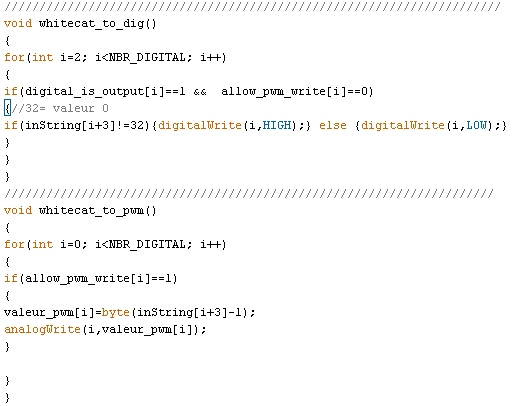 ///////////////////////////////////////////////////////////////////////
void whitecat_to_dig()
{
for(int i=2; i<NBR_DIGITAL; i++)
{
if(digital_is_output[i]==1 &&  allow_pwm_write[i]==0)
{//32= valeur 0
if(inString[i+3]!=32){digitalWrite(i,HIGH);} else {digitalWrite(i,LOW);}
}
}
}
//////////////////////////////////////////////////////////////////////
void whitecat_to_pwm()
{
for(int i=0; i<NBR_DIGITAL; i++)
{
if(allow_pwm_write[i]==1)
{
valeur_pwm[i]=byte(inString[i+3]-1);
analogWrite(i,valeur_pwm[i]);
}

}
}